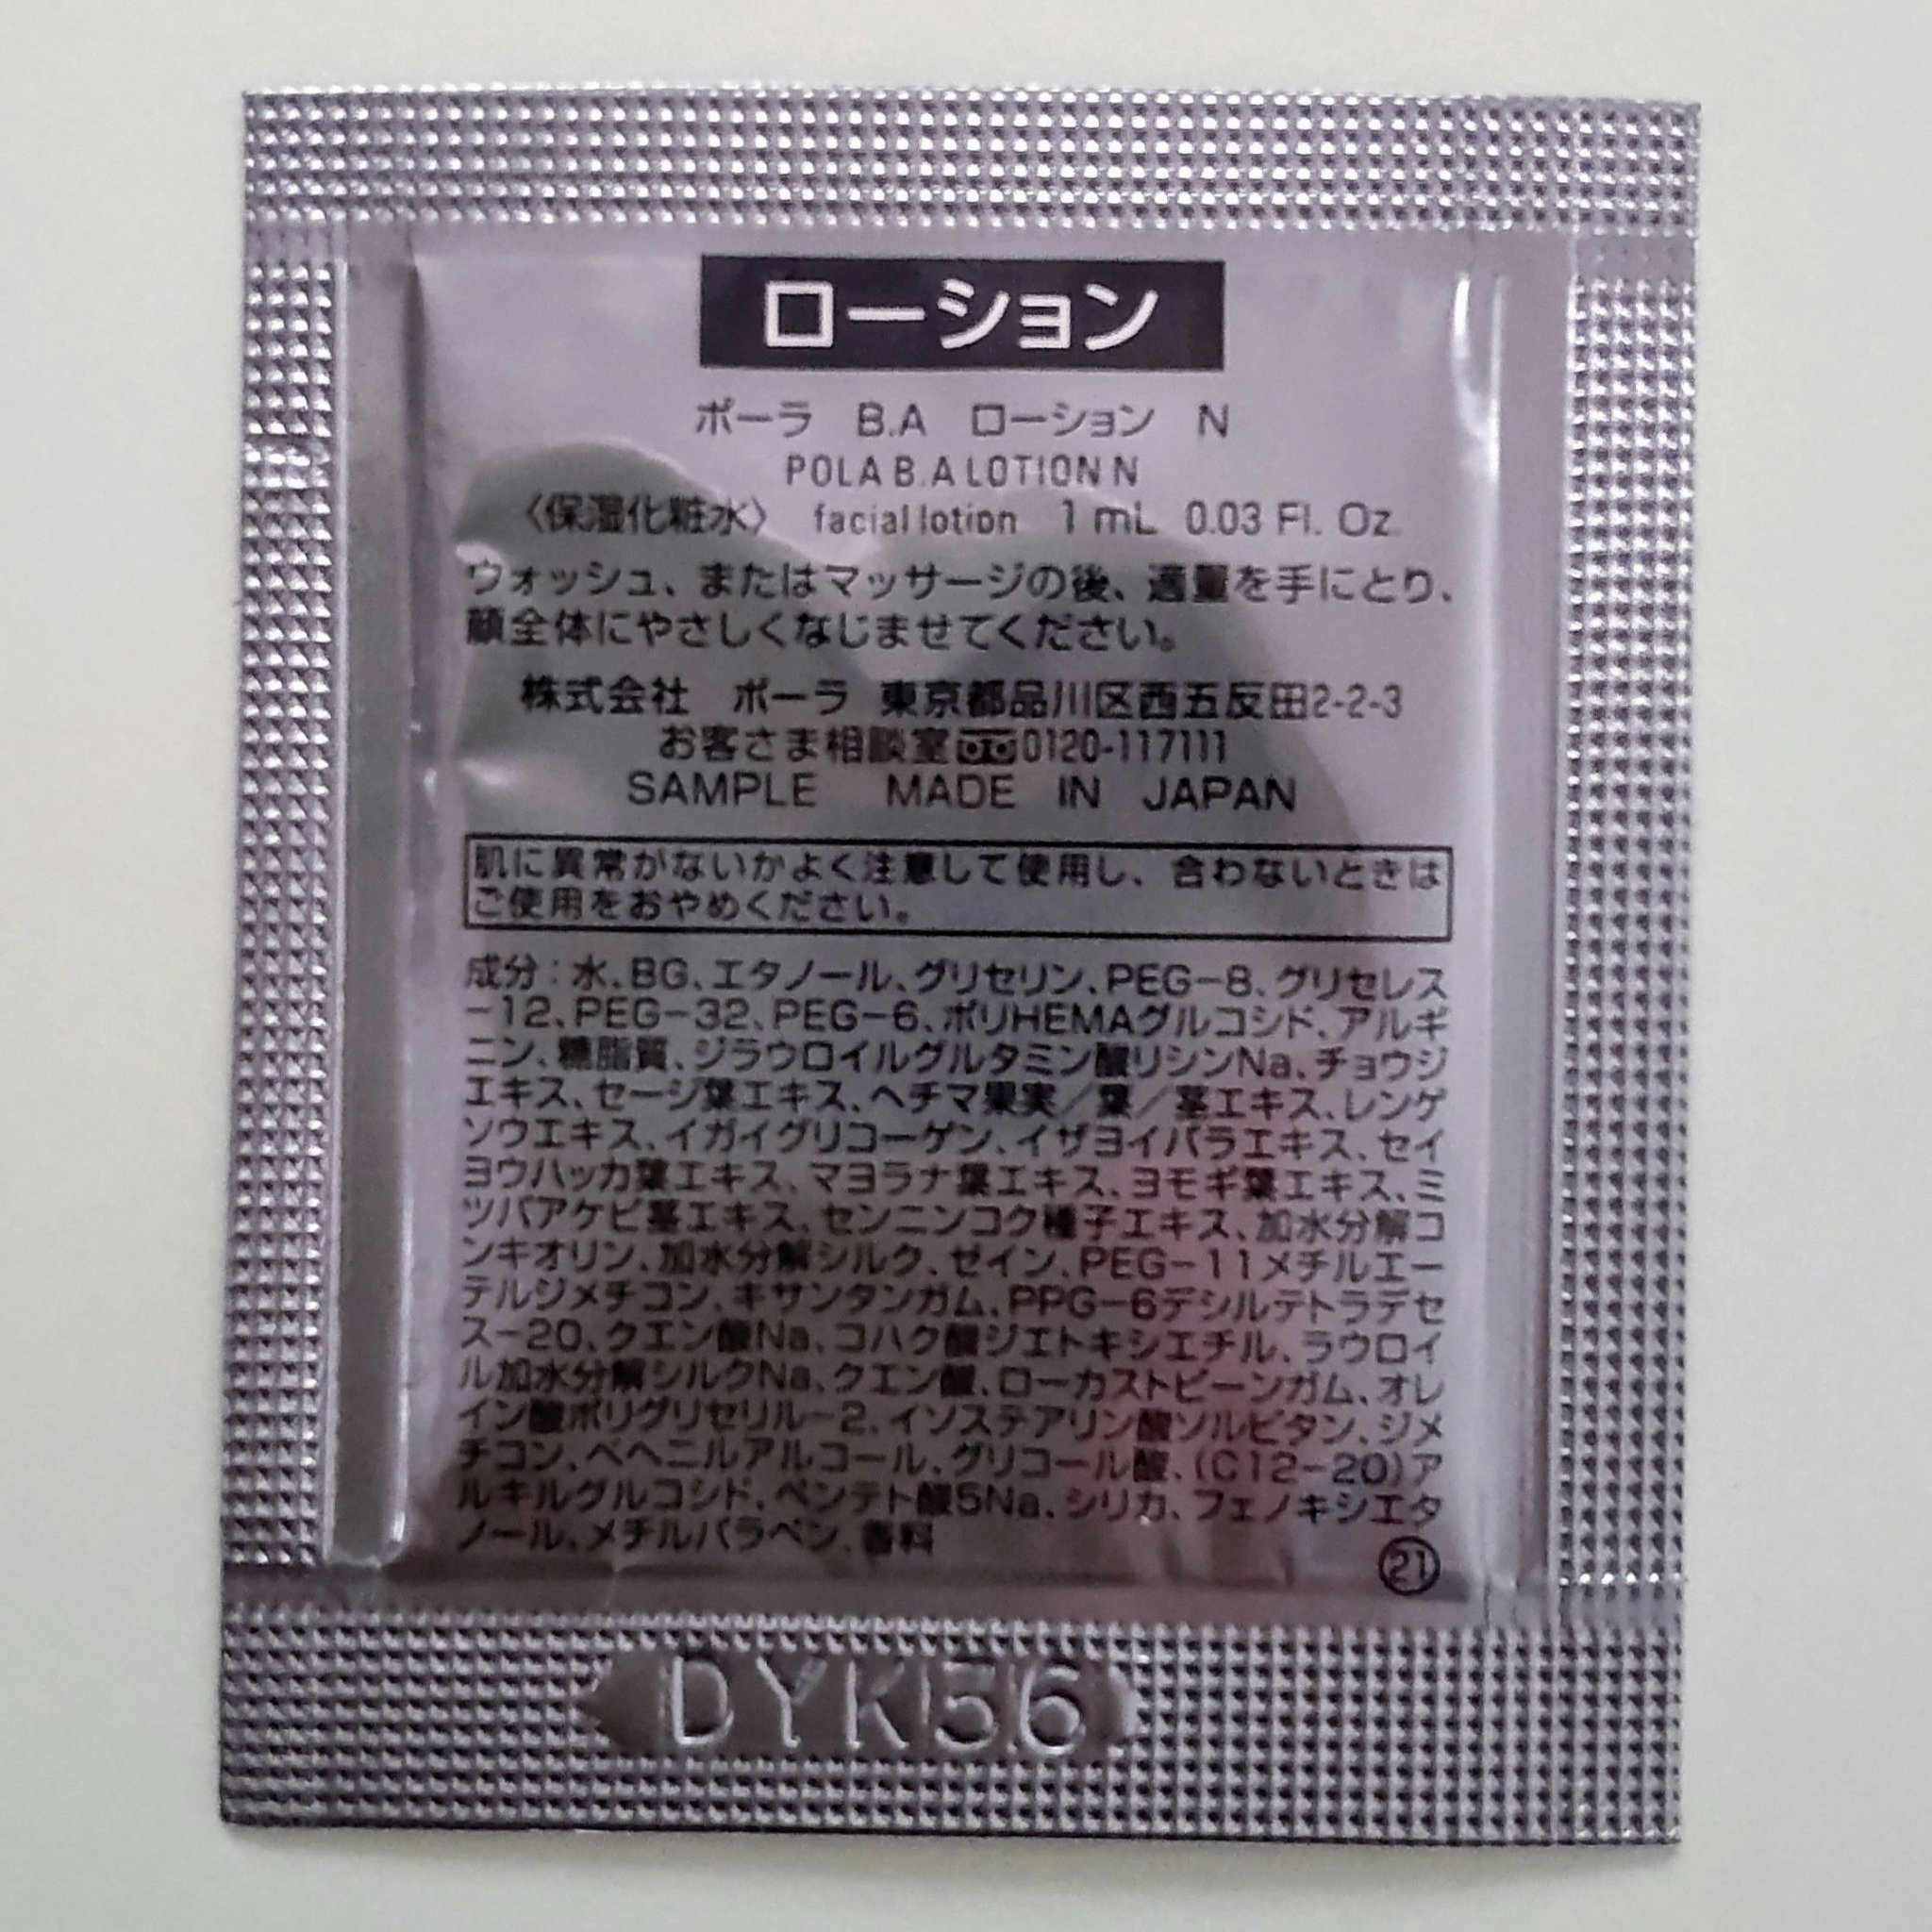 ローション
ポーラ B.A ローション N
POLA B.A LOTION N
〈保湿化粧水〉 facial lotion 1 mL 0.03 Fl. Oz.
ウォッシュ、またはマッサージの後、適量を手にとり、
顔全体にやさしくなじませてください。
株式会社 ポーラ 東京都品川区西五反田2-2-3
お客さま相談室0120-117111
SAMPLE MADE IN JAPAN
肌に異常がないかよく注意して使用し、合わないときは
ご使用をおやめください。
成分：水、BG、エタノール、グリセリン、PEG－8、グリセレス
－12、PEG－32、PEG－6、ポリHEMAグルコシド、アルギ
ニン、糖脂質、ジラウロイルグルタミン酸リシンNa、チョウジ
エキス、セージ葉エキス、ヘチマ果実／葉／茎エキス、レンゲ
ソウエキス、イガイグリコーゲン、イザヨイバラエキス、セイ
ヨウハッカ葉エキス、マヨラナ葉エキス、ヨモギ葉エキス、ミ
ツバアケビ茎エキス、センニンコク種子エキス、加水分解コ
ンキオリン、加水分解シルク、ゼイン、PEG－11メチルエー
テルジメチコン、キサンタンガム、PPG－6デシルテトラデセ
ス－20、クエン酸Na、コハク酸ジエトキシエチル、ラウロイ
ル加水分解シルクNa、クエン酸、ローカストビーンガム、オレ
イン酸ポリグリセリル－2、イソステアリン酸ソルビタン、ジメ
チコン、ベヘニルアルコール、グリコール酸、(C12－20)ア
ルキルグルコシド、ペンテト酸5Na、シリカ、フェノキシエタ
ノール、メチルパラベン、香料
㉑
DYK56